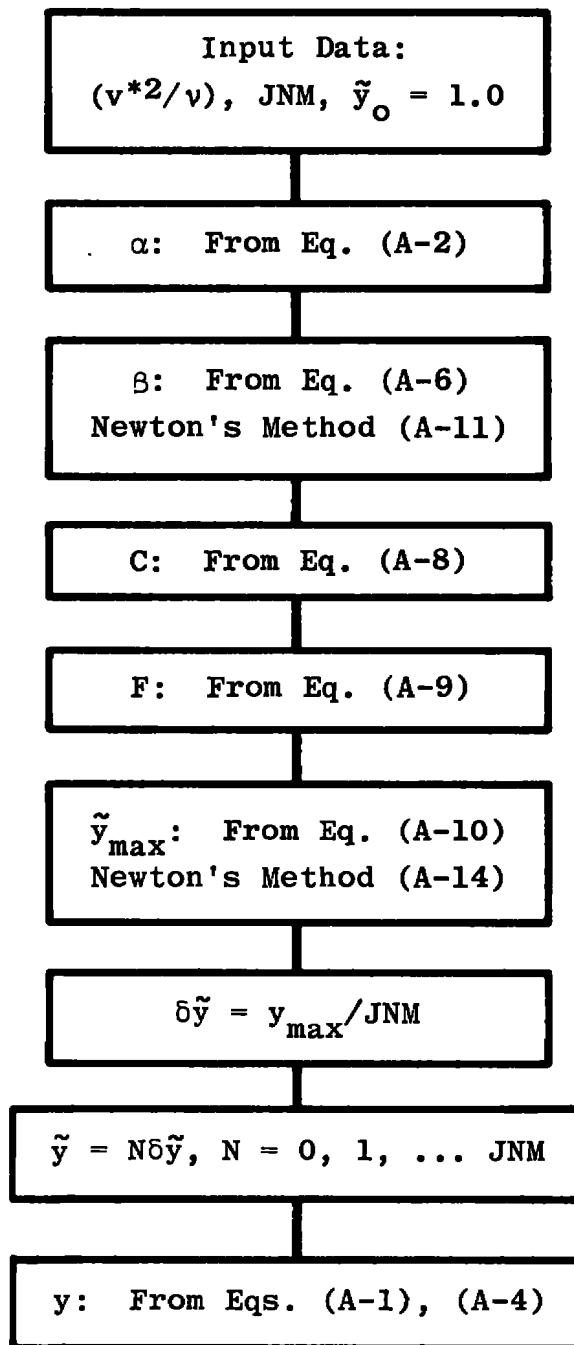 Input Data:
(v*2/ν), JNM, ỹo = 1.0
α: From Eq. (A-2)
β: From Eq. (A-6)
Newton's Method (A-11)
C: From Eq. (A-8)
F: From Eq. (A-9)
ỹmax: From Eq. (A-10)
Newton's Method (A-14)
δỹ = ymax/JNM
ỹ = Nδỹ, N = 0, 1, ... JNM
y: From Eqs. (A-1), (A-4)